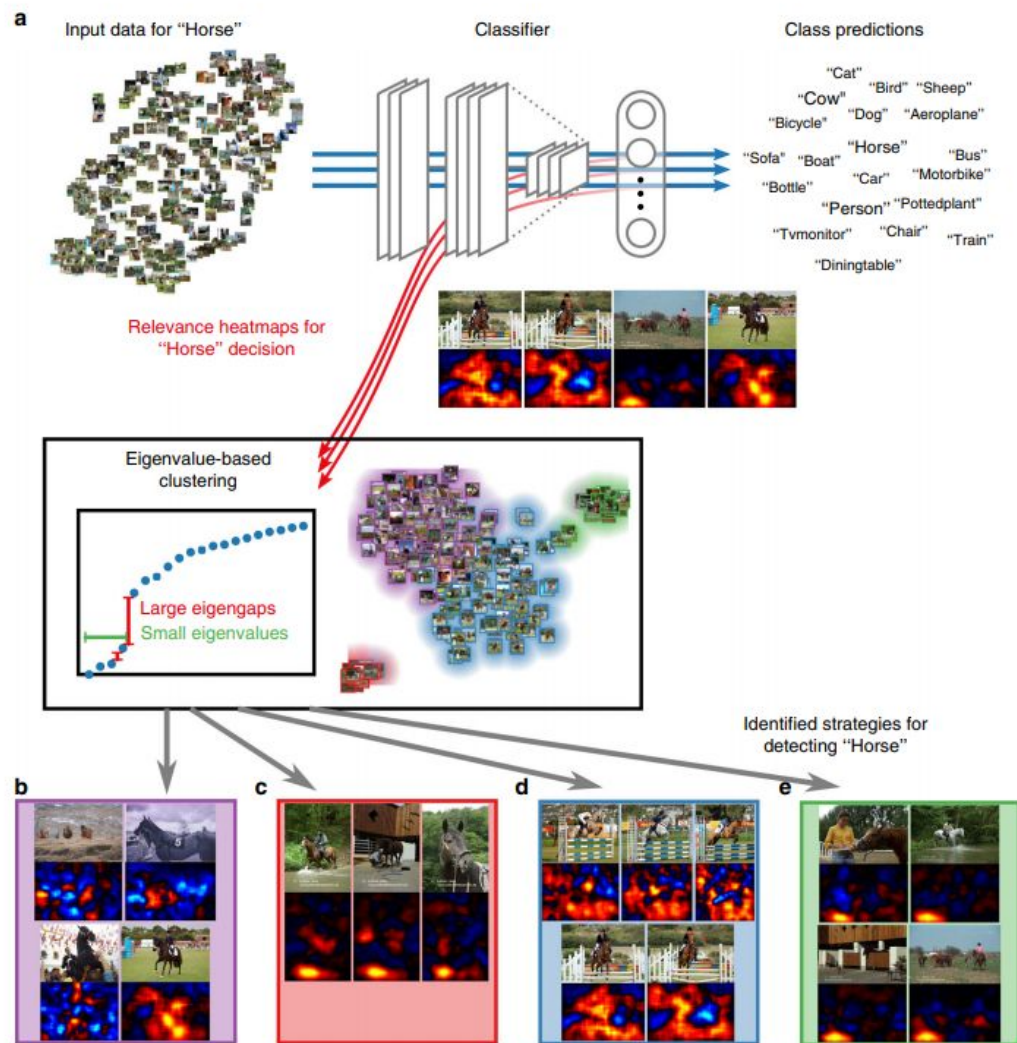 a
Input data for “Horse”
Classifier
Class predictions
“Cat”
“Bird” “Sheep”
“Cow”
“Dog” “Aeroplane”
“Bicycle”
“Horse”
“Sofa” “Boat” “Bus”
“Car” “Motorbike”
“Bottle”
“Person” “Pottedplant”
“Tvmonitor” “Chair” “Train”
“Diningtable”
Relevance heatmaps for
“Horse” decision
Eigenvalue-based
clustering
Large eigengaps
Small eigenvalues
Identified strategies for
detecting “Horse”
b
c
d
e
5